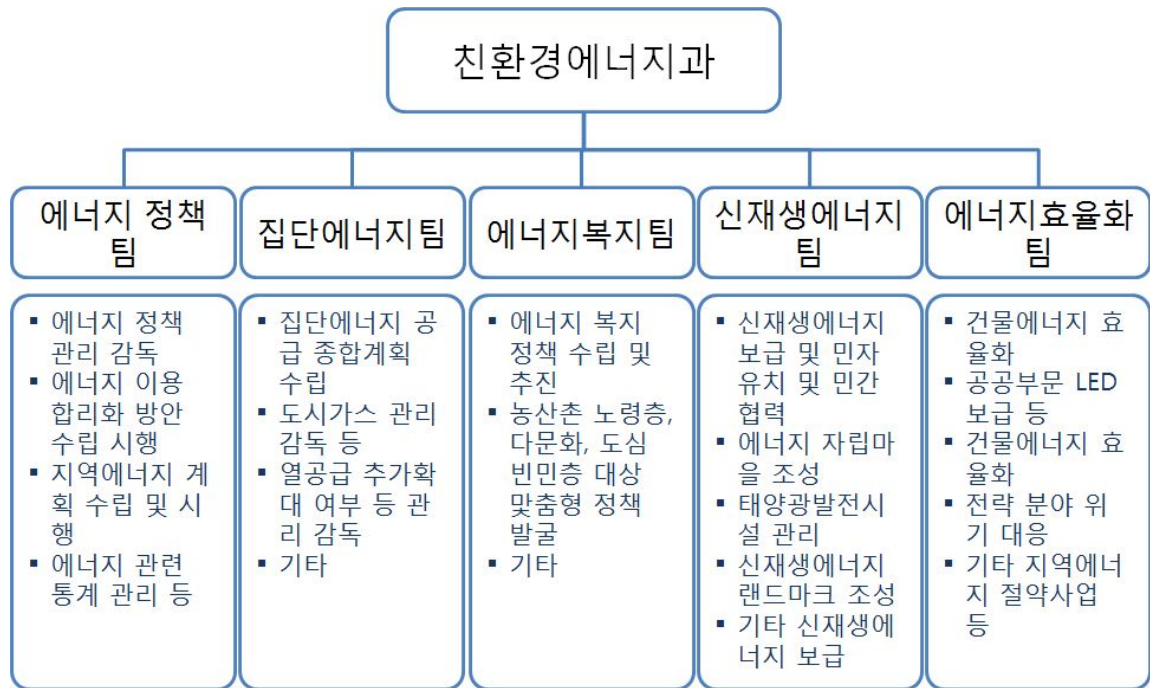 친환경에너지과
에너지 정책
팀
집단에너지팀
에너지복지팀
신재생에너지
팀
에너지효율화
팀
▪ 에너지 정책
관리 감독
▪ 에너지 이용
합리화 방안
수립 시행
▪ 지역에너지 계
획 수립 및 시
행
▪ 에너지 관련
통계 관리 등
▪ 집단에너지 공
급 종합계획
수립
▪ 도시가스 관리
감독 등
▪ 열공급 추가확
대 여부 등 관
리 감독
▪ 기타
▪ 에너지 복지
정책 수립 및
추진
▪ 농산촌 노령층,
다문화, 도심
빈민층 대상
맞춤형 정책
발굴
▪ 기타
▪ 신재생에너지
보급 및 민자
유치 및 민간
협력
▪ 에너지 자립마
을 조성
▪ 태양광발전시
설 관리
▪ 신재생에너지
랜드마크 조성
▪ 기타 신재생에
너지 보급
▪ 건물에너지 효
율화
▪ 공공부문 LED
보급 등
▪ 건물에너지 효
율화
▪ 전략 분야 위
기 대응
▪ 기타 지역에너
지 절약사업
등